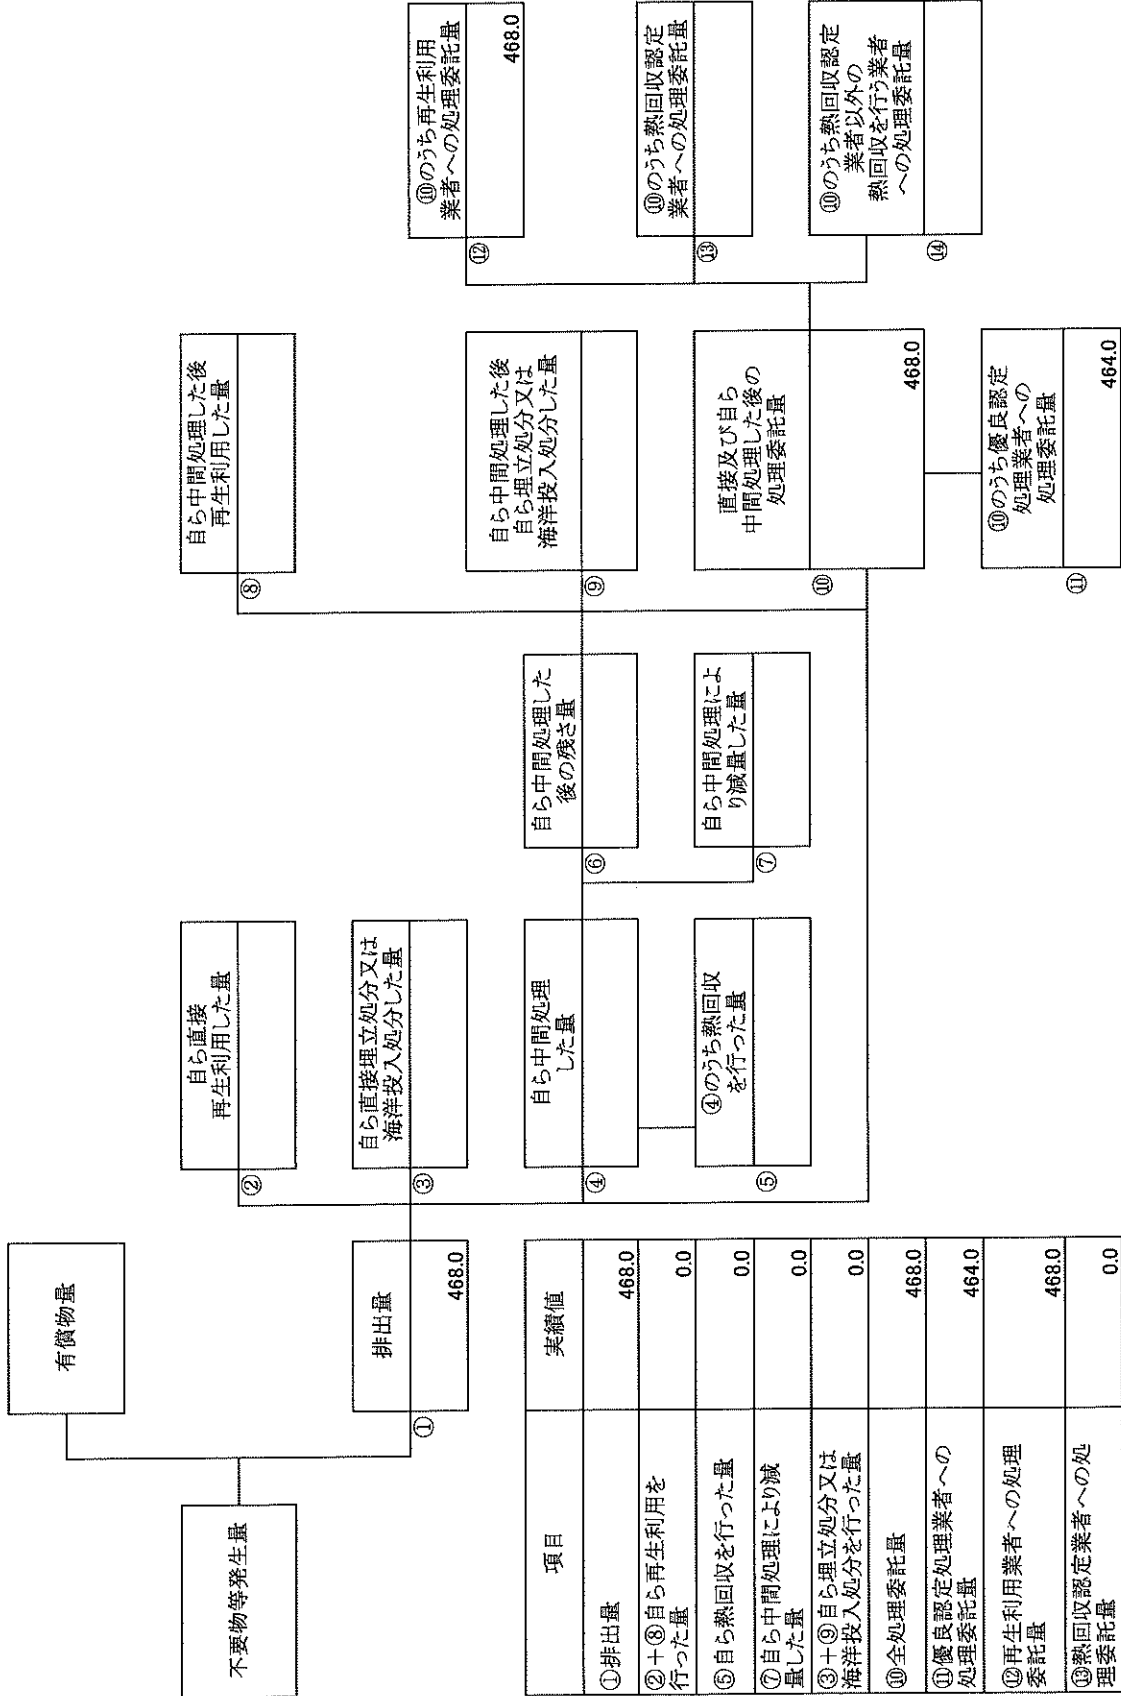 不要物等発生量
有償物量
排出量
①
468.0
自ら直接
再生利用した量
②
自ら直接埋立処分又は
海洋投入処分した量
③
自ら中間処理
した量
④
④のうち熱回収
を行った量
⑤
自ら中間処理した
後の残さ量
⑥
自ら中間処理によ
り減量した量
⑦
自ら中間処理した後
再生利用した量
⑧
自ら中間処理した後
自ら埋立処分又は
海洋投入処分した量
⑨
直接及び自ら
中間処理した後の
処理委託量
⑩
468.0
⑩のうち優良認定
処理業者への
処理委託量
⑪
464.0
⑩のうち再生利用
業者への処理委託量
⑫
468.0
⑩のうち熱回収認定
業者への処理委託量
⑬
⑩のうち熱回収認定
業者以外の
熱回収を行う業者
への処理委託量
⑭
項目 実績値
①排出量 468.0
②+⑧自ら再生利用を
行った量 0.0
⑤自ら熱回収を行った量 0.0
⑦自ら中間処理により減
量した量 0.0
③+⑨自ら埋立処分又は
海洋投入処分を行った量 0.0
⑩全処理委託量 468.0
⑪優良認定処理業者への
処理委託量 464.0
⑫再生利用業者への処理
委託量 468.0
⑬熱回収認定業者への処
理委託量 0.0